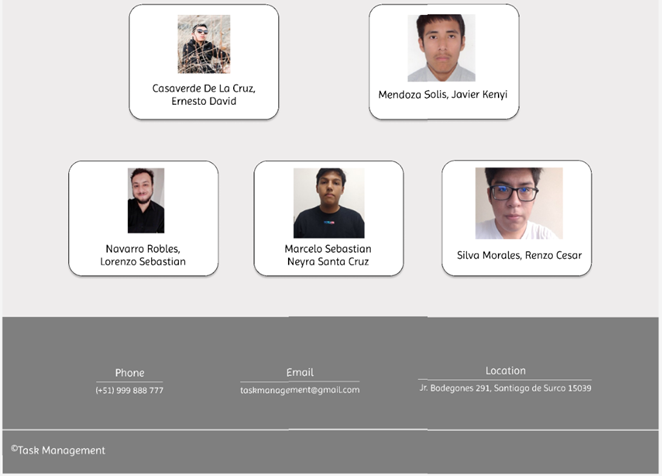 Casaverde De La Cruz,
Ernesto David
Mendoza Solis, Javier Kenyi
Navarro Robles,
Lorenzo Sebastian
Marcelo Sebastian
Neyra Santa Cruz
Silva Morales, Renzo Cesar
Phone
(+51) 999 888 777
Email
taskmanagement@gmail.com
Location
Jr. Bodegones 291, Santiago de Surco 15039
©Task Management